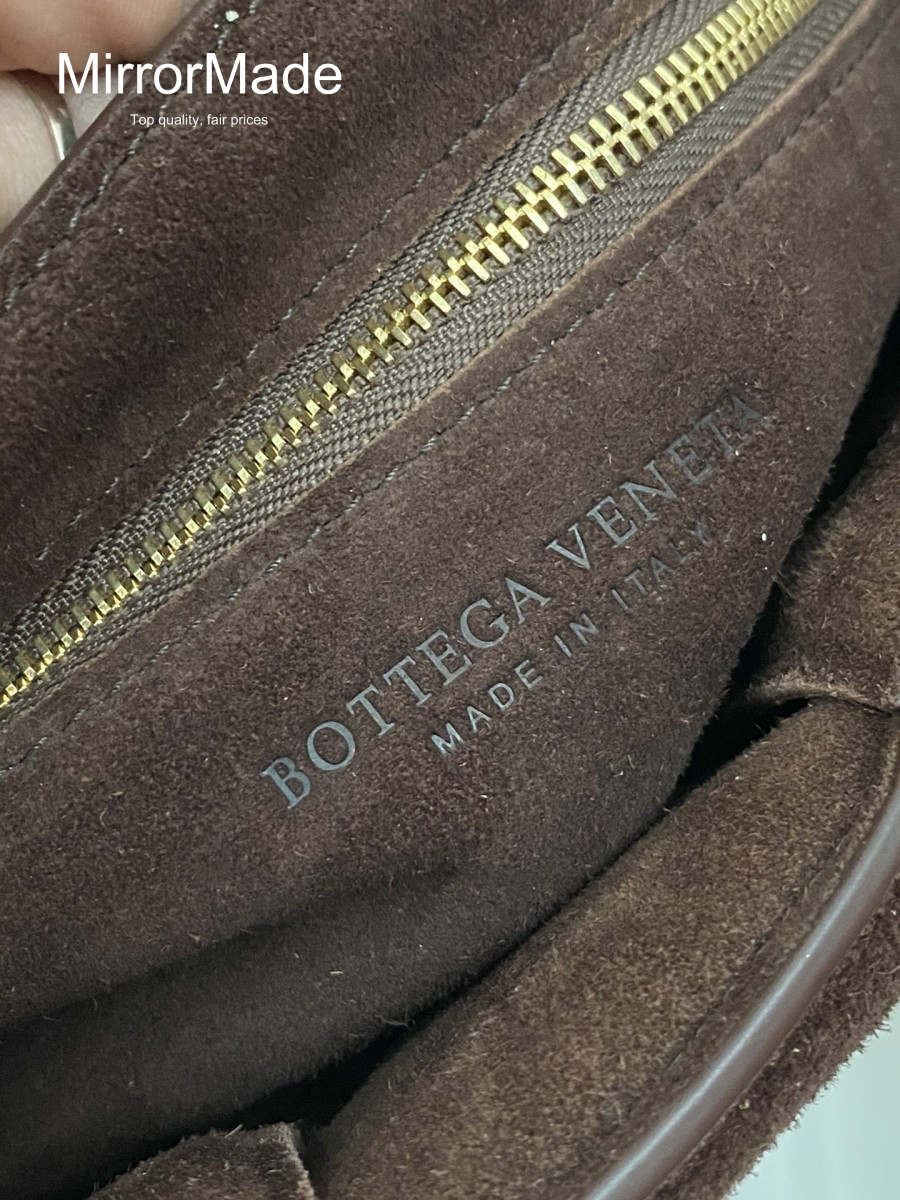 MirrorMade
Top quality, fair prices
BOTTEGA VENETA
MADE IN ITALY